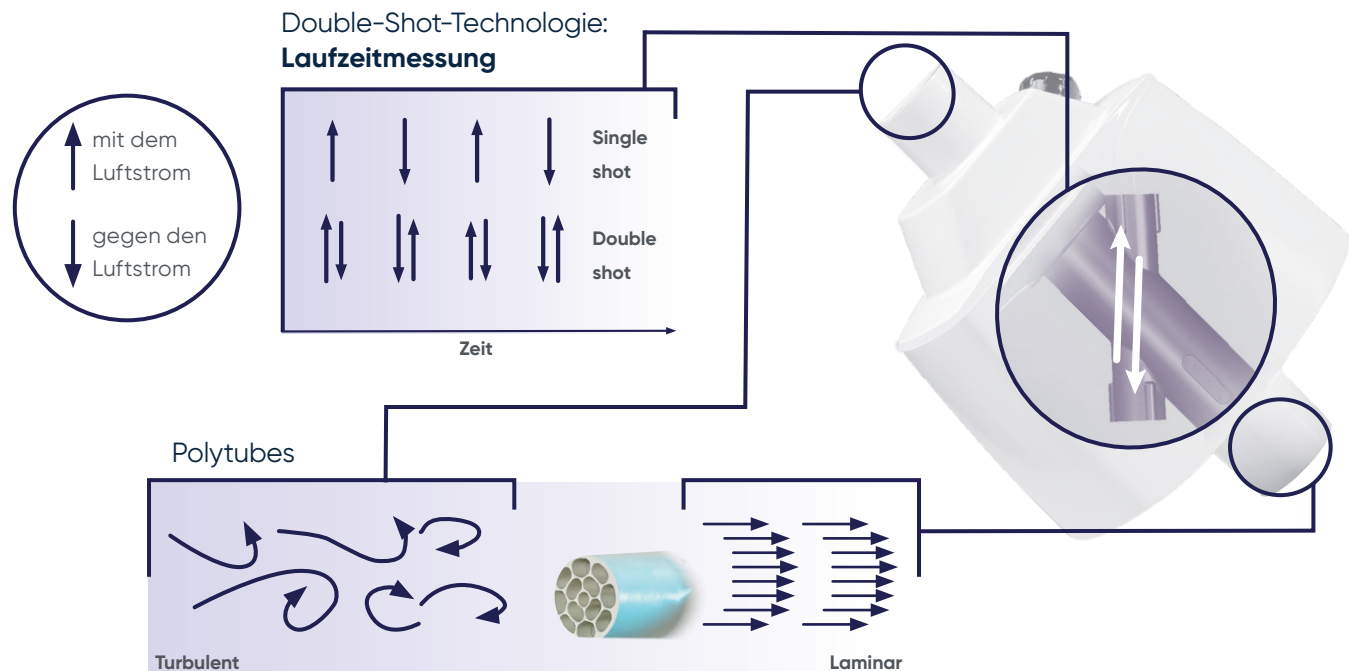 Double-Shot-Technologie:
Laufzeitmessung
mit dem
Luftstrom
gegen den
Luftstrom
Single
shot
Double
shot
Zeit
Polytubes
Turbulent
Laminar